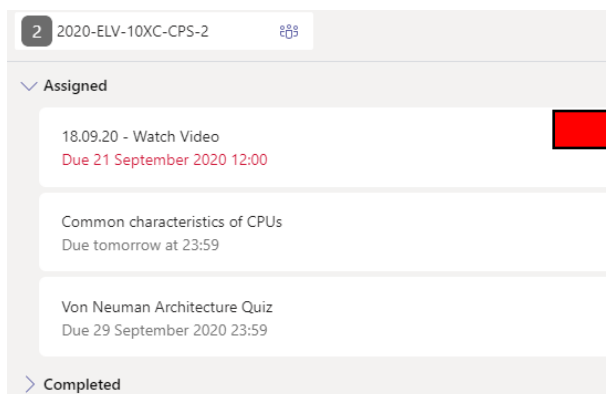 2 2020-ELV-10XC-CPS-2
Assigned
18.09.20 - Watch Video
Due 21 September 2020 12:00
Common characteristics of CPUs
Due tomorrow at 23:59
Von Neuman Architecture Quiz
Due 29 September 2020 23:59
Completed